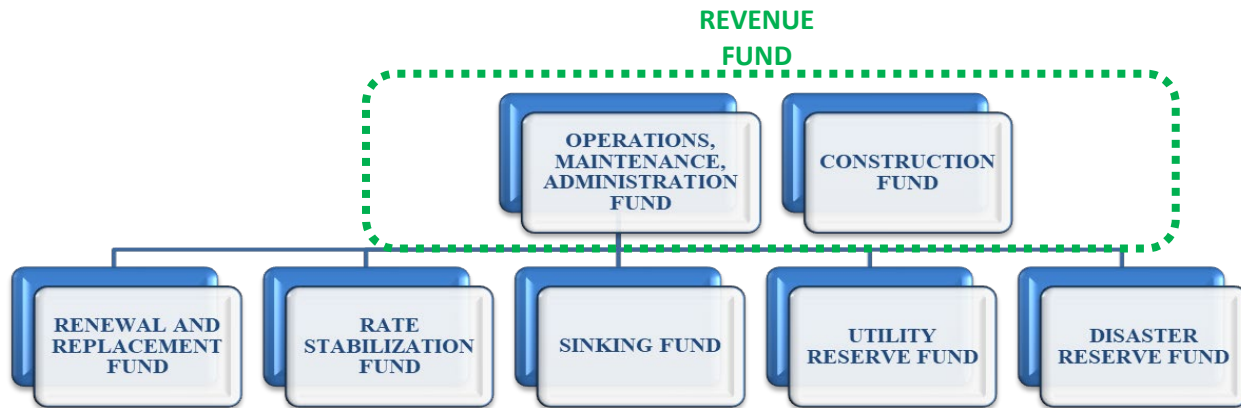 REVENUE
FUND
OPERATIONS,
MAINTENANCE,
ADMINISTRATION
FUND
CONSTRUCTION
FUND
RENEWAL AND
REPLACEMENT
FUND
RATE
STABILIZATION
FUND
SINKING FUND
UTILITY
RESERVE FUND
DISASTER
RESERVE FUND